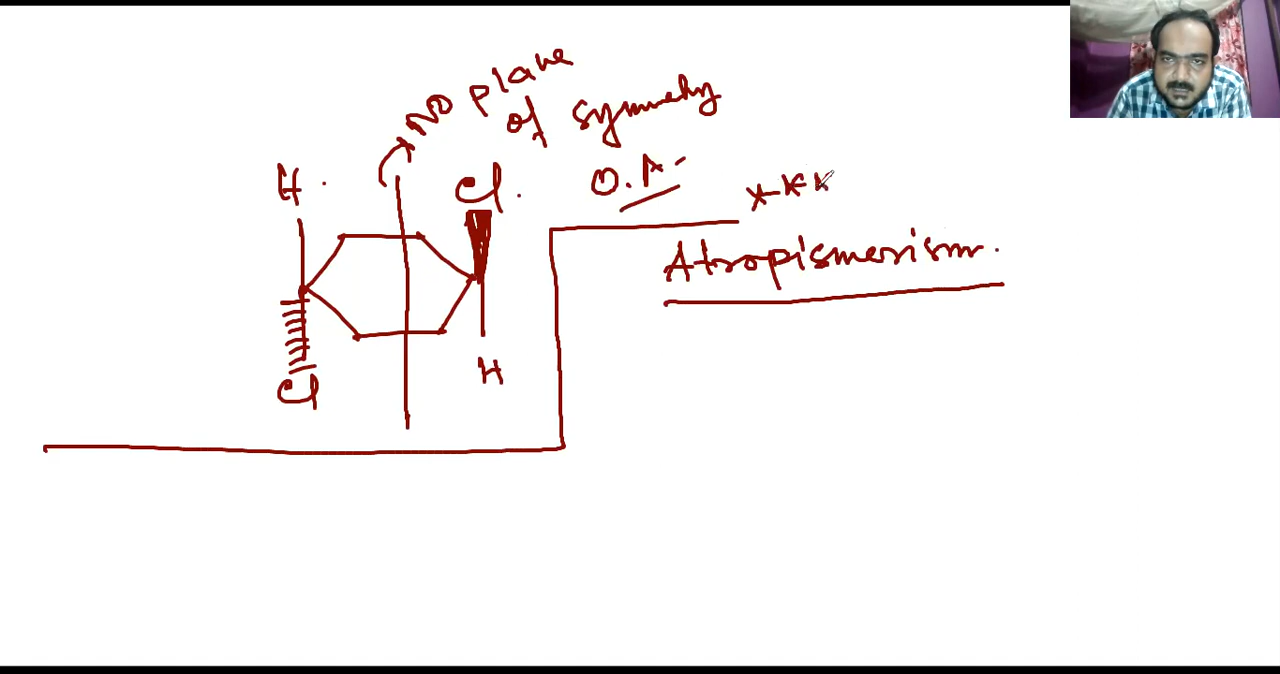 NO plane
of symmetry
O.A.
H.
Cl.
Cl
H
***
Atropismerism.